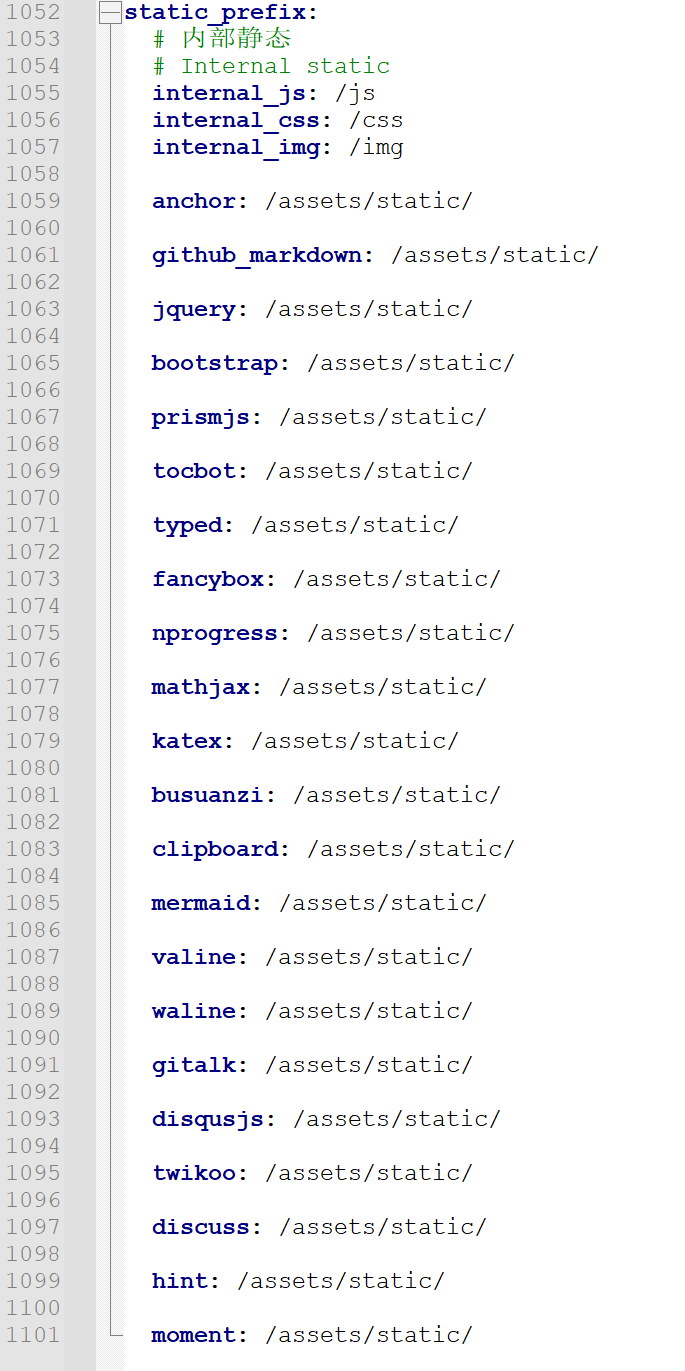 1052 static_prefix:
1053 # 内部静态
1054 # Internal static
1055 internal_js: /js
1056 internal_css: /css
1057 internal_img: /img
1058
1059 anchor: /assets/static/
1060
1061 github_markdown: /assets/static/
1062
1063 jquery: /assets/static/
1064
1065 bootstrap: /assets/static/
1066
1067 prismjs: /assets/static/
1068
1069 tocbot: /assets/static/
1070
1071 typed: /assets/static/
1072
1073 fancybox: /assets/static/
1074
1075 nprogress: /assets/static/
1076
1077 mathjax: /assets/static/
1078
1079 katex: /assets/static/
1080
1081 busuanzi: /assets/static/
1082
1083 clipboard: /assets/static/
1084
1085 mermaid: /assets/static/
1086
1087 valine: /assets/static/
1088
1089 waline: /assets/static/
1090
1091 gitalk: /assets/static/
1092
1093 disqusjs: /assets/static/
1094
1095 twikoo: /assets/static/
1096
1097 discuss: /assets/static/
1098
1099 hint: /assets/static/
1100
1101 moment: /assets/static/